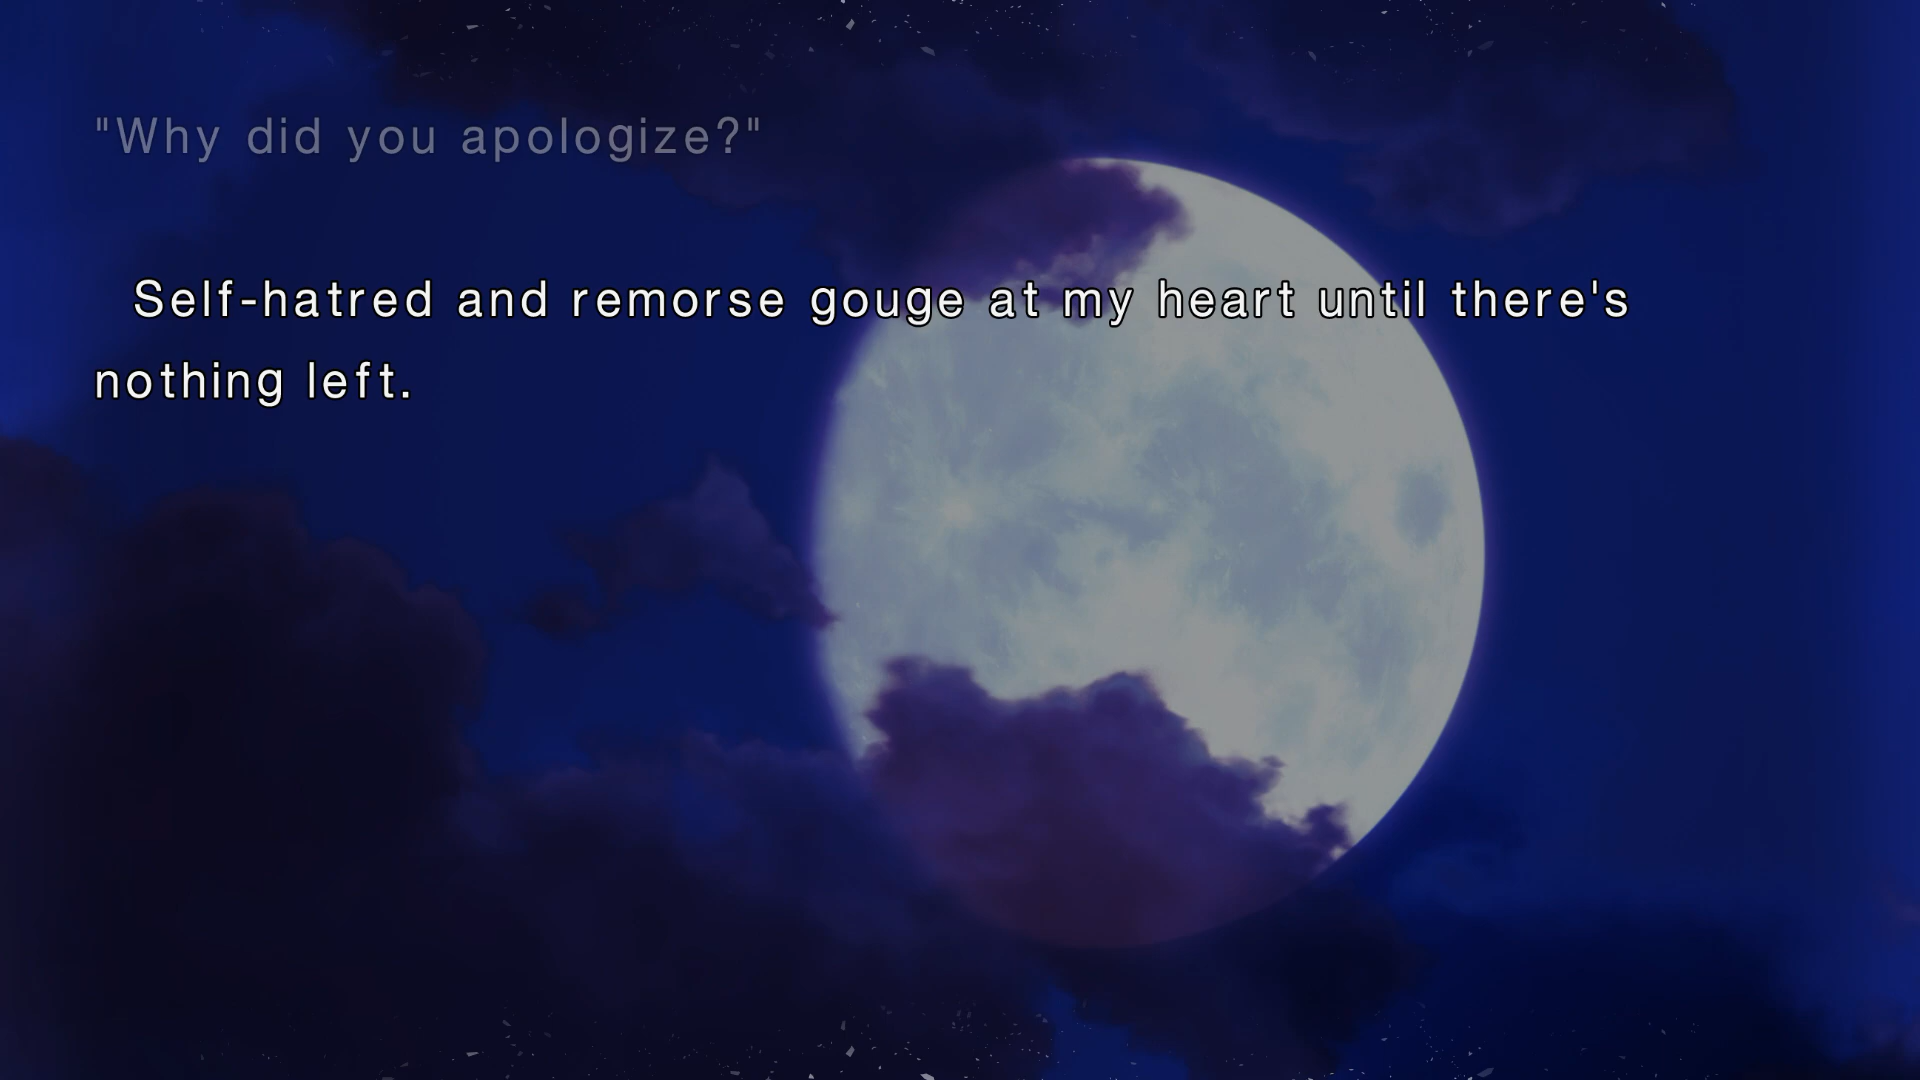 "Why did you apologize?"
Self-hatred and remorse gouge at my heart until there's
nothing left.